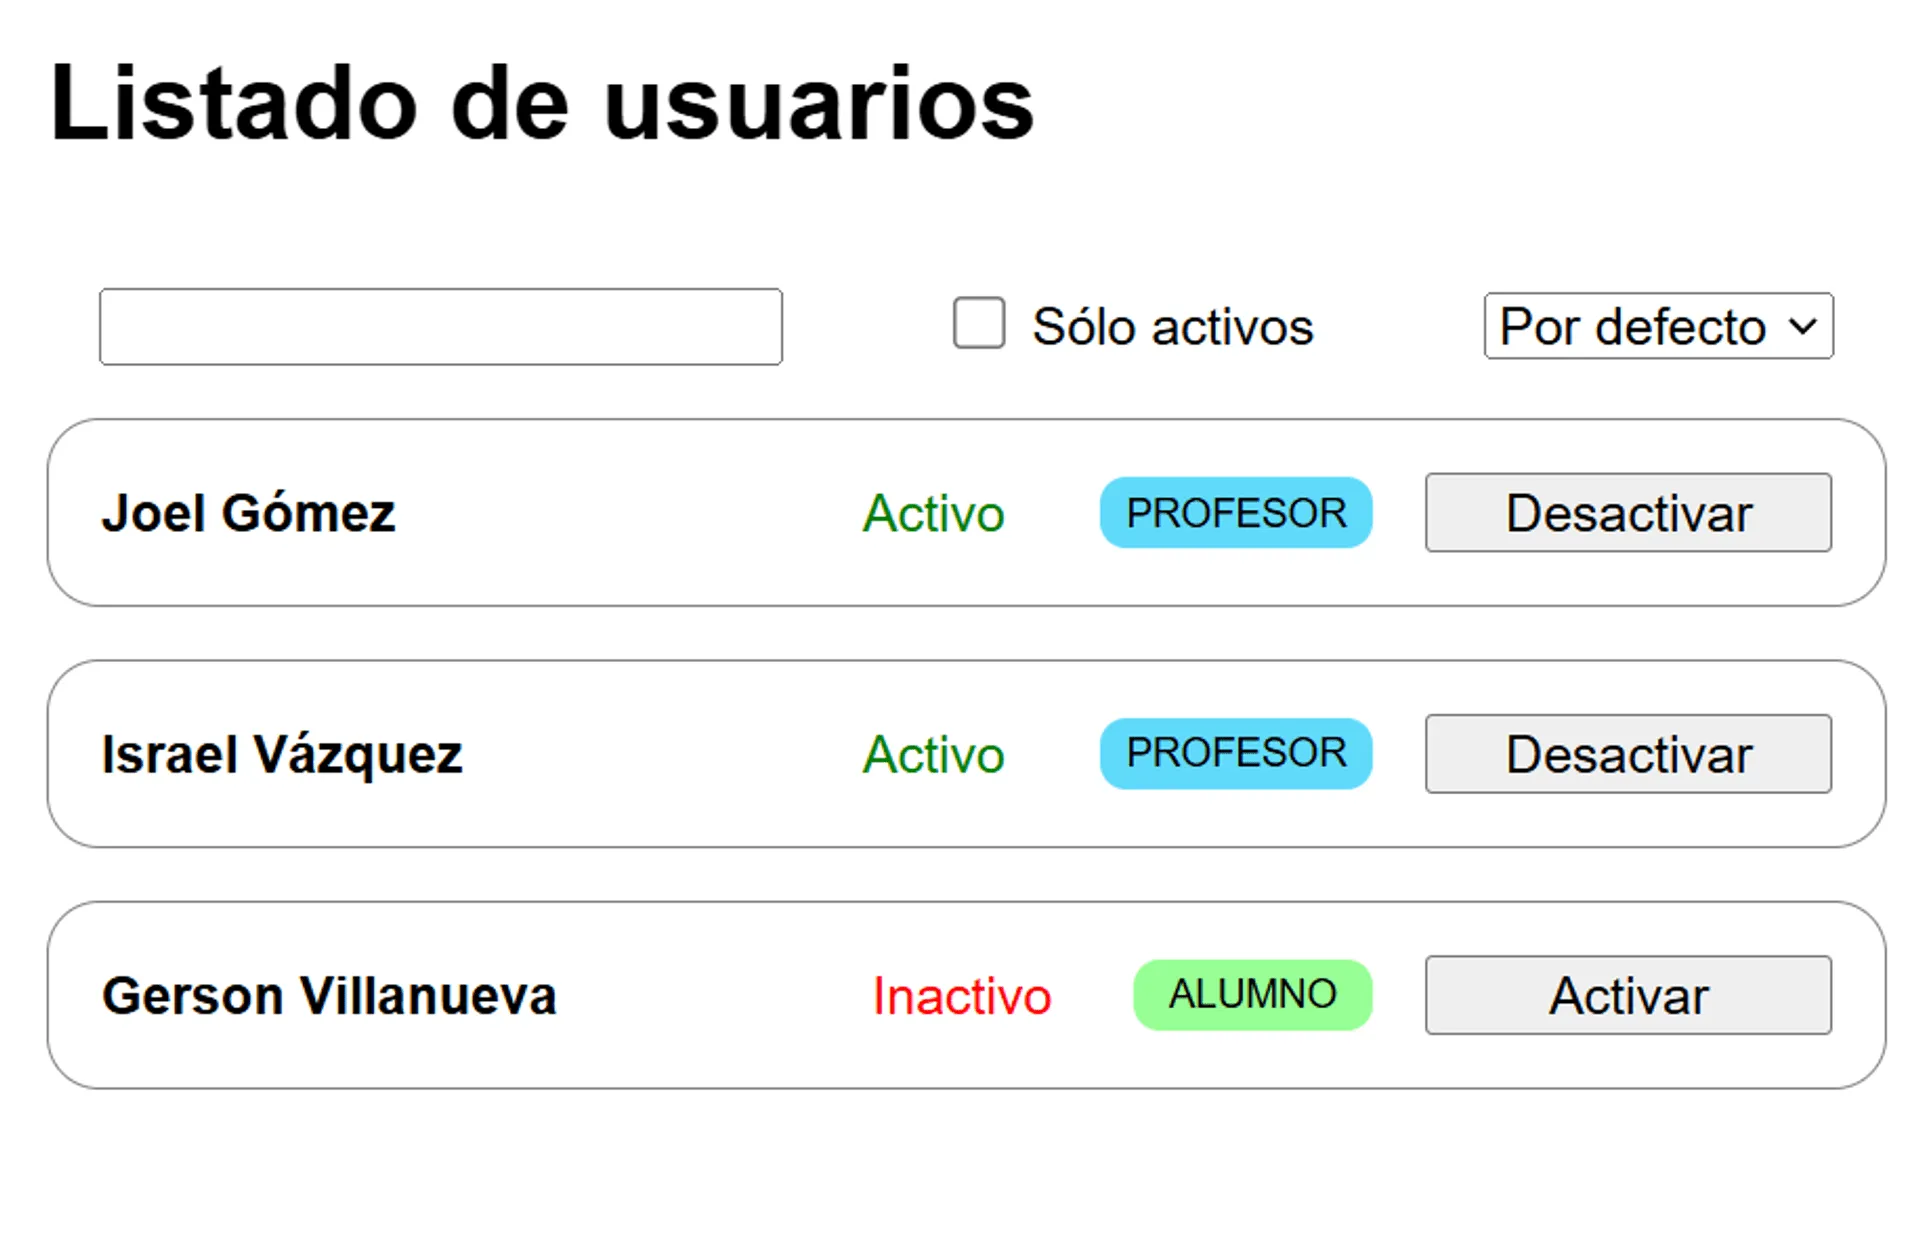 Listado de usuarios
Sólo activos Por defecto
Joel Gómez Activo PROFESOR Desactivar
Israel Vázquez Activo PROFESOR Desactivar
Gerson Villanueva Inactivo ALUMNO Activar